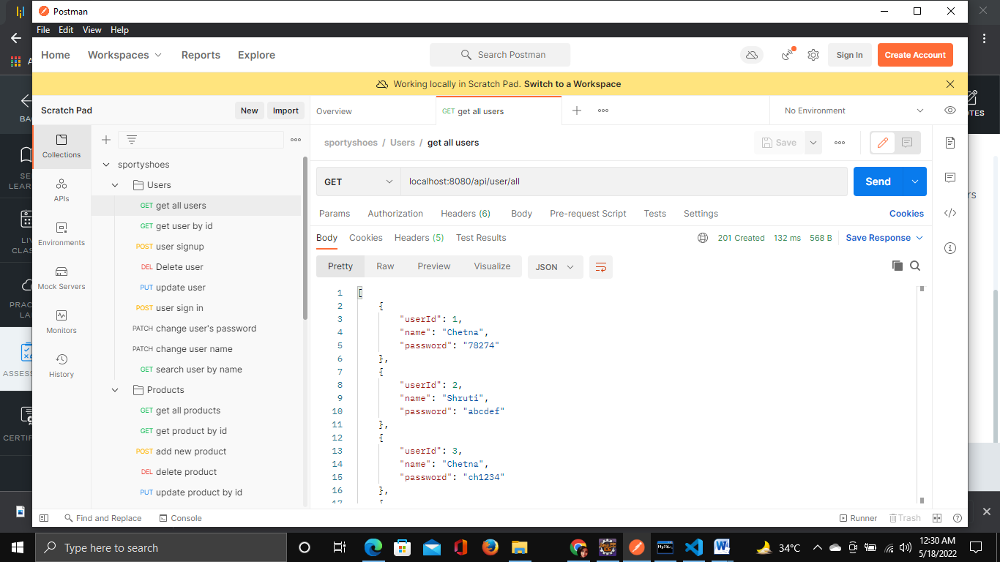 Postman
File Edit View Help
Home Workspaces Reports Explore Search Postman Sign In Create Account
Working locally in Scratch Pad. Switch to a Workspace
Scratch Pad New Import
Overview GET get all users No Environment
sportyshoes / Users / get all users Save
GET localhost:8080/api/user/all Send
Params Authorization Headers (6) Body Pre-request Script Tests Settings Cookies
Body Cookies Headers (5) Test Results 201 Created 132 ms 568 B Save Response
Pretty Raw Preview Visualize JSON
1 [
2 {
3 "userId": 1,
4 "name": "Chetna",
5 "password": "78274"
6 },
7 {
8 "userId": 2,
9 "name": "Shruti",
10 "password": "abcdef"
11 },
12 {
13 "userId": 3,
14 "name": "Chetna",
15 "password": "ch1234"
16 },
17 {
Collections
APIs
Environments
Mock Servers
Monitors
History
sportyshoes
Users
GET get all users
GET get user by id
POST user signup
DEL Delete user
PUT update user
POST user sign in
PATCH change user's password
PATCH change user name
GET search user by name
Products
GET get all products
GET get product by id
POST add new product
DEL delete product
PUT update product by id
Find and Replace Console Runner Trash
Type here to search
34°C
12:30 AM
5/18/2022